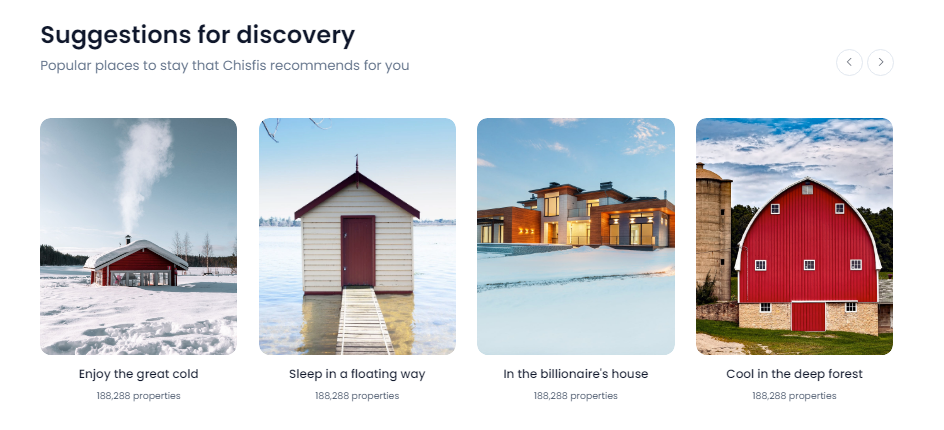 Suggestions for discovery
Popular places to stay that Chisfis recommends for you
Enjoy the great cold
188,288 properties
Sleep in a floating way
188,288 properties
In the billionaire's house
188,288 properties
Cool in the deep forest
188,288 properties